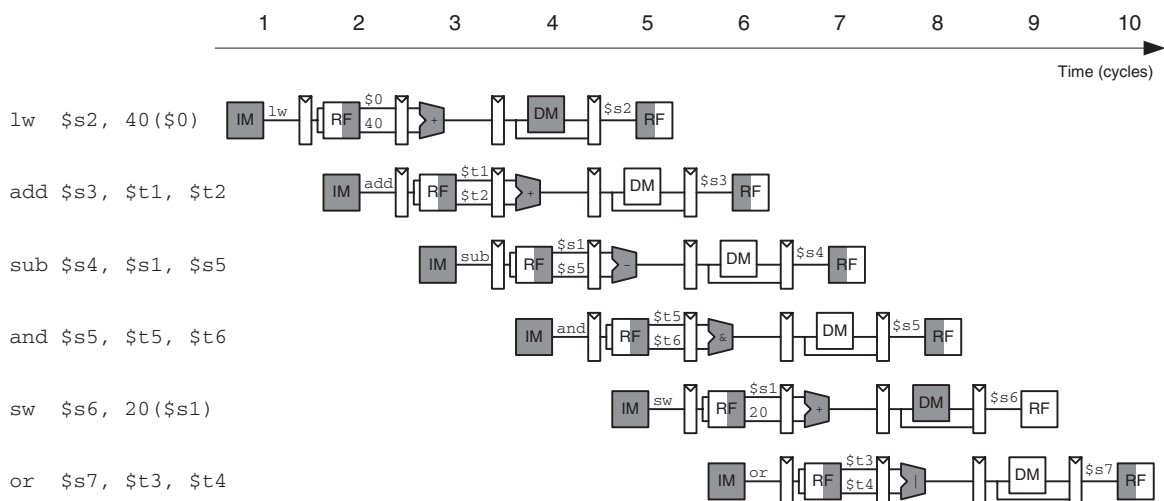 1 2 3 4 5 6 7 8 9 10
Time (cycles)
lw $s2, 40($0) IM lw RF $0 40 + DM $s2 RF
add $s3, $t1, $t2 IM add RF $t1 $t2 + DM $s3 RF
sub $s4, $s1, $s5 IM sub RF $s1 $s5 - DM $s4 RF
and $s5, $t5, $t6 IM and RF $t5 $t6 & DM $s5 RF
sw $s6, 20($s1) IM sw RF $s1 20 + DM $s6 RF
or $s7, $t3, $t4 IM or RF $t3 $t4 | DM $s7 RF